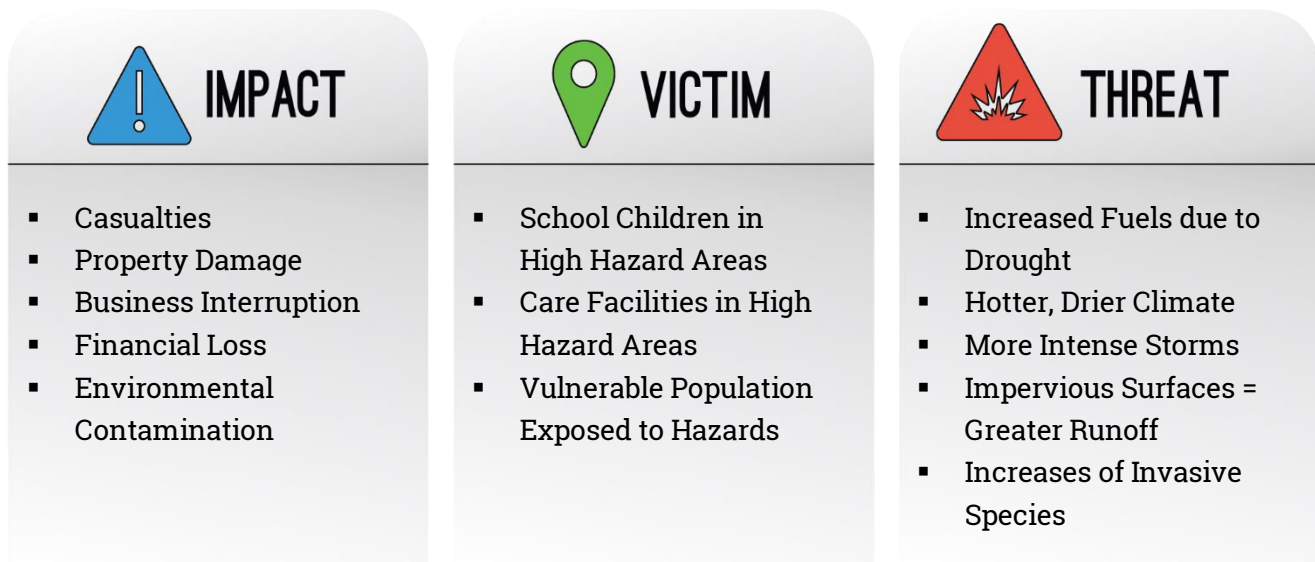 IMPACT
▪ Casualties
▪ Property Damage
▪ Business Interruption
▪ Financial Loss
▪ Environmental
Contamination
VICTIM
▪ School Children in
High Hazard Areas
▪ Care Facilities in High
Hazard Areas
▪ Vulnerable Population
Exposed to Hazards
THREAT
▪ Increased Fuels due to
Drought
▪ Hotter, Drier Climate
▪ More Intense Storms
▪ Impervious Surfaces =
Greater Runoff
▪ Increases of Invasive
Species